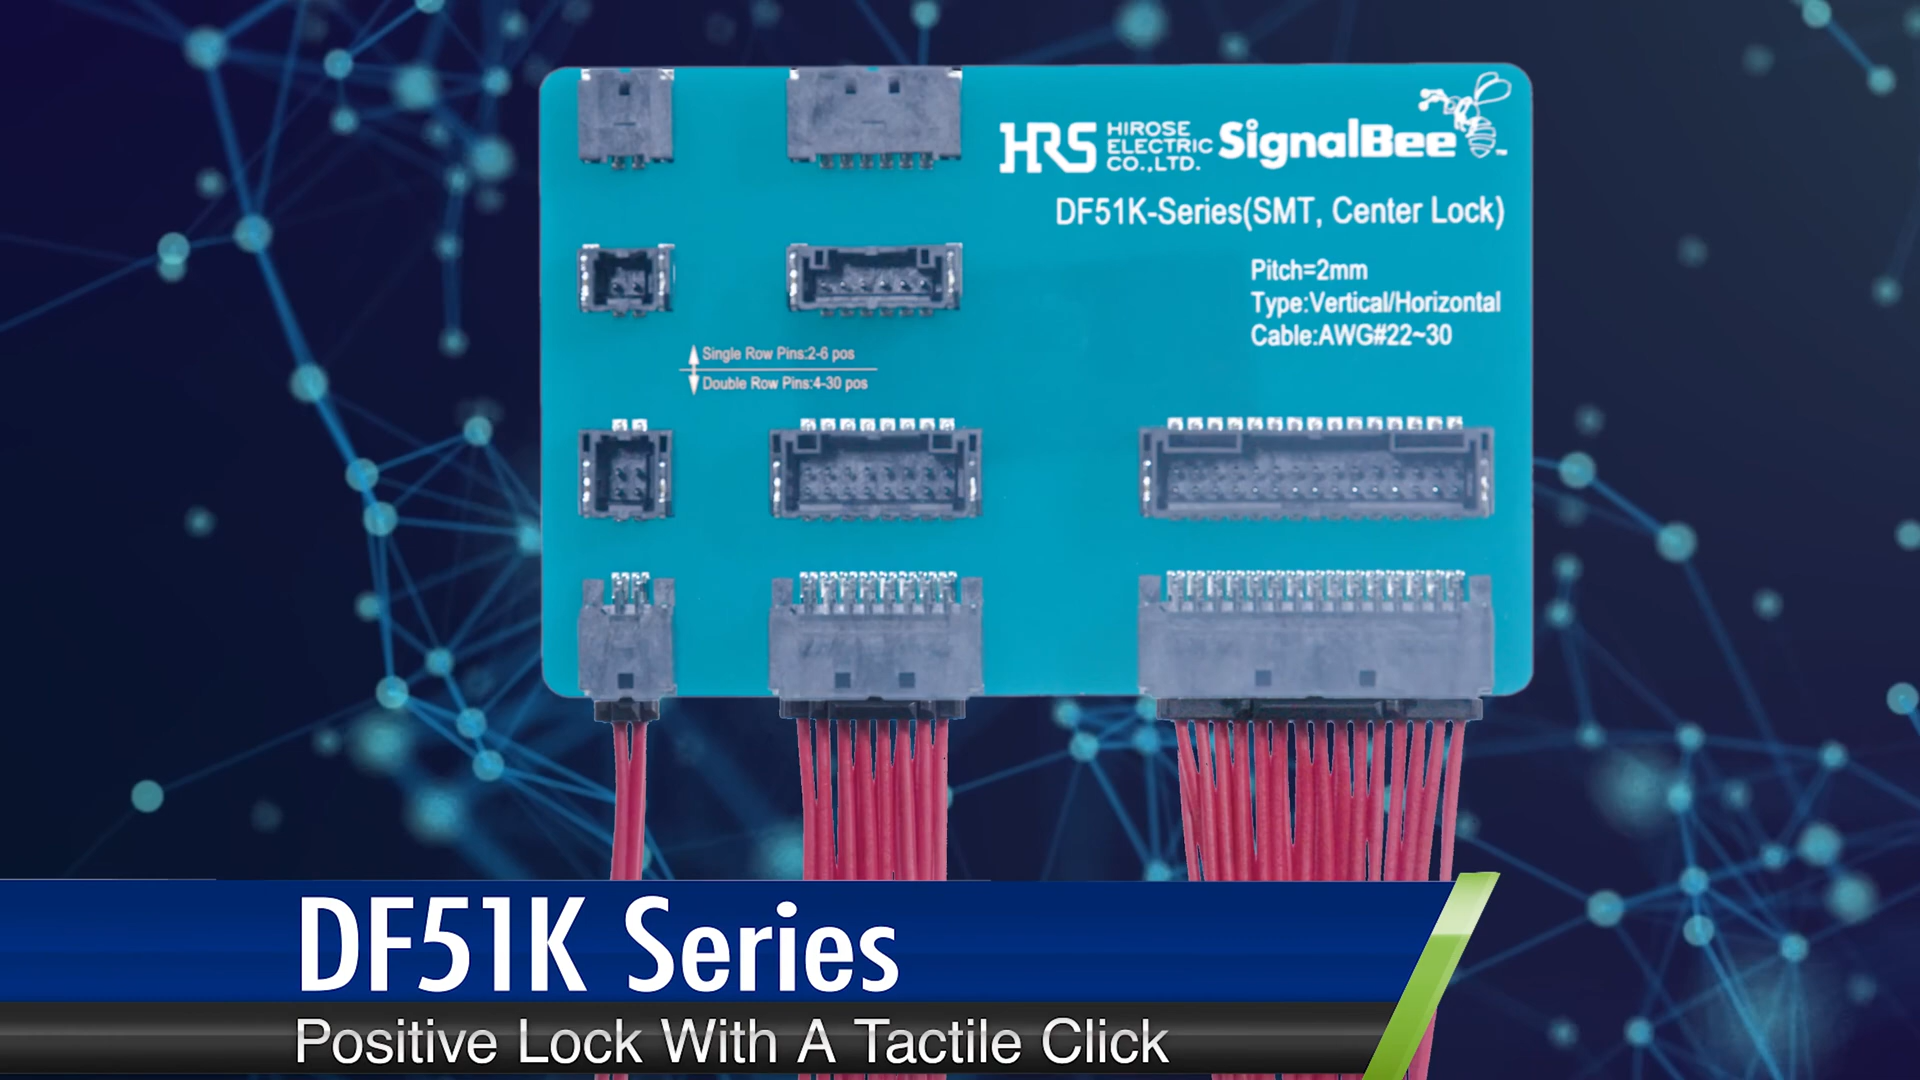 HRS HIROSE
ELECTRIC
CO.,LTD.
SignalBee™
DF51K-Series(SMT, Center Lock)
Pitch=2mm
Type:Vertical/Horizontal
Cable:AWG#22~30
Single Row Pins:2-6 pos
Double Row Pins:4-30 pos
DF51K Series
Positive Lock With A Tactile Click